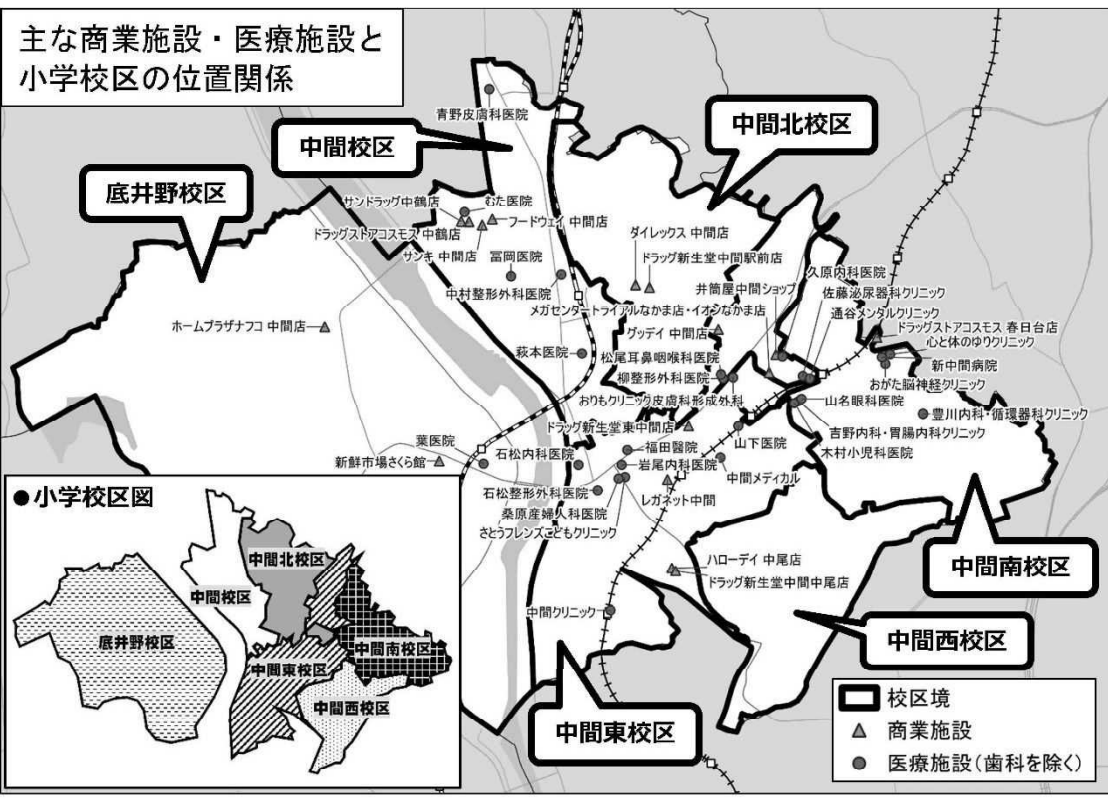 主な商業施設・医療施設と
小学校区の位置関係
青野皮膚科医院
中間校区
中間北校区
底井野校区
サンドラッグ中鶴店
むた医院
フードウェイ 中間店
ドラッグストアコスモス 中鶴店
サンキ 中間店
冨岡医院
中村整形外科医院
ダイレックス 中間店
ドラッグ新生堂中間駅前店
久原内科医院
井筒屋中間ショップ
佐藤泌尿器科クリニック
通谷メンタルクリニック
メガセンタートライアルなかま店・イオンなかま店
ドラッグストアコスモス 春日台店
心と体のゆりクリニック
ホームプラザナフコ 中間店
グッデイ 中間店
萩本医院
松尾耳鼻咽喉科医院
新中間病院
柳整形外科医院
おがた脳神経クリニック
おりもクリニック皮膚科形成外科
山名眼科医院
豊川内科・循環器科クリニック
ドラッグ新生堂東中間店
吉野内科・胃腸内科クリニック
山下医院
木村小児科医院
葉医院
石松内科医院
福田醫院
新鮮市場さくら館
岩尾内科医院
中間メディカル
石松整形外科医院
レガネット中間
桑原産婦人科医院
さとうフレンズこどもクリニック
ハローデイ 中尾店
ドラッグ新生堂中間中尾店
中間クリニック
中間南校区
中間西校区
中間東校区
●小学校区図
中間北校区
中間校区
底井野校区
中間東校区
中間南校区
中間西校区
校区境
商業施設
医療施設(歯科を除く)